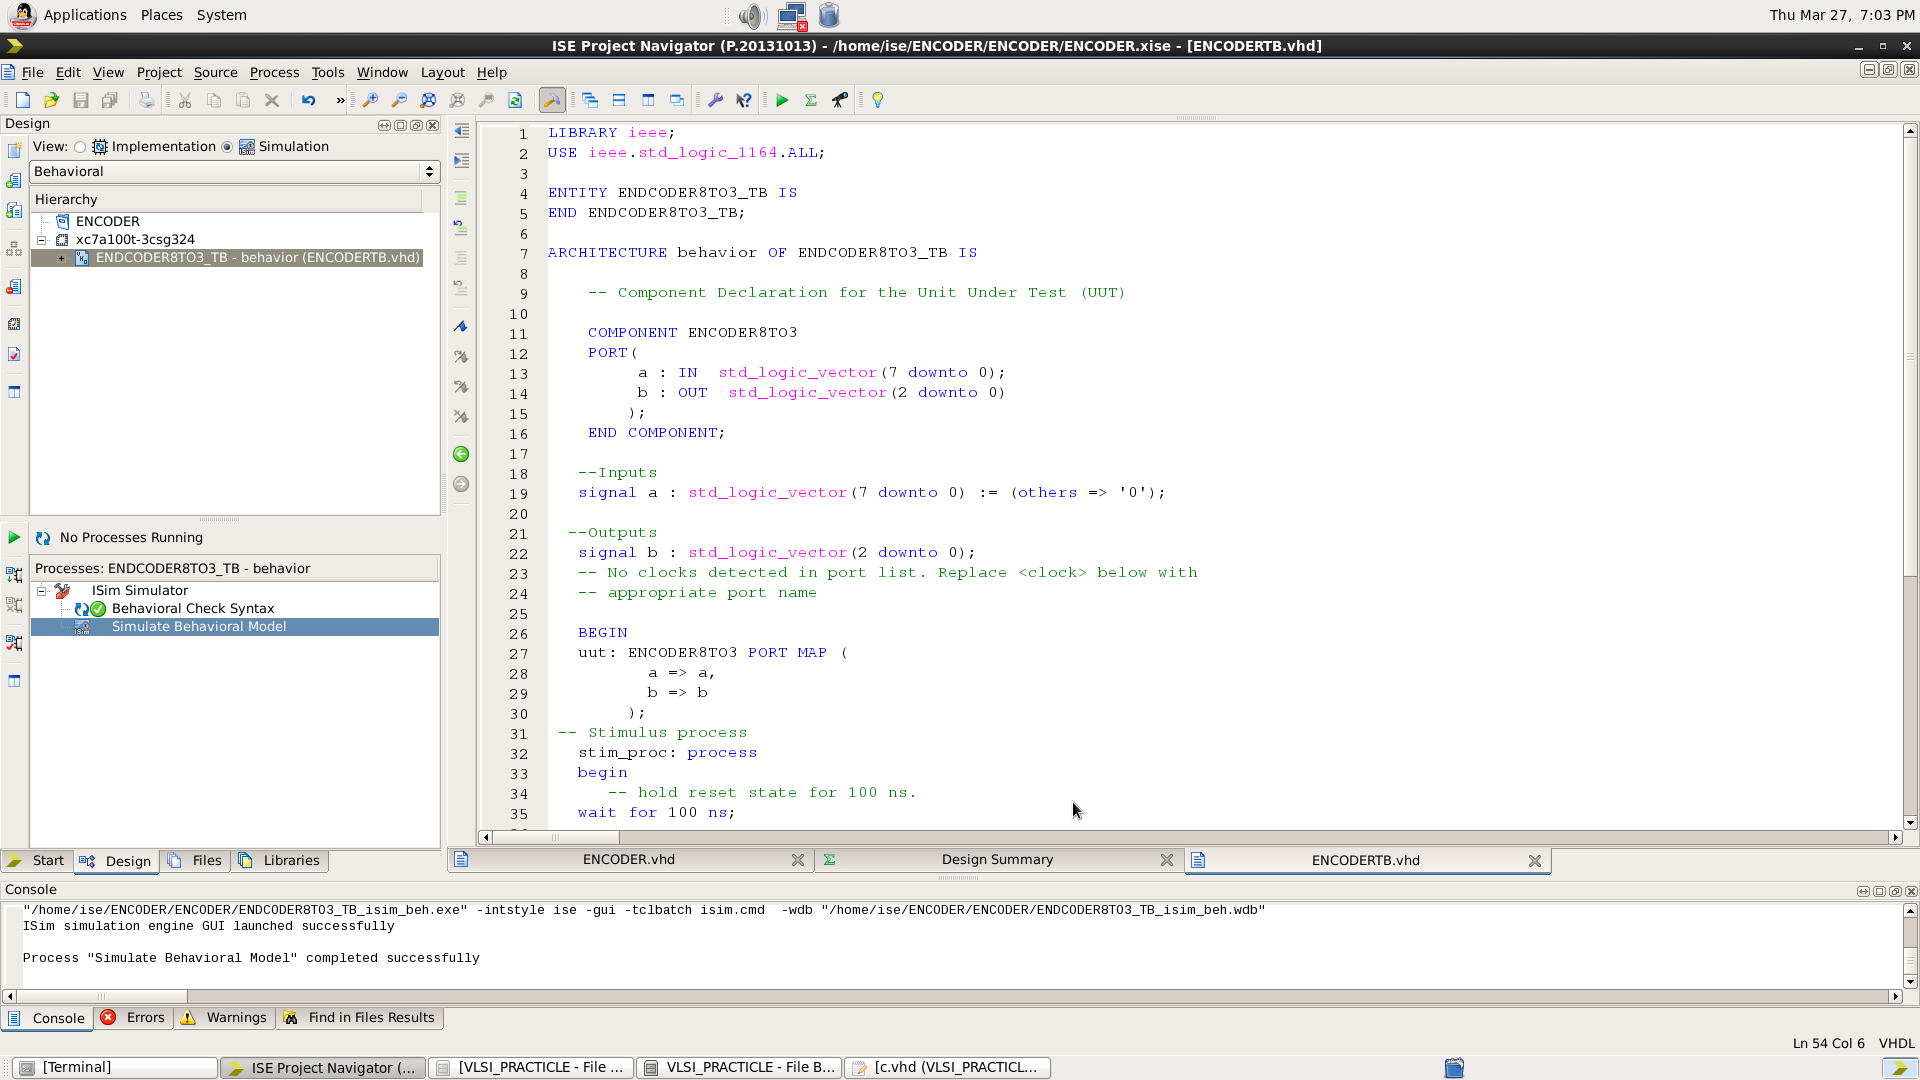 Applications Places System
Thu Mar 27, 7:03 PM
ISE Project Navigator (P.20131013) - /home/ise/ENCODER/ENCODER/ENCODER.xise - [ENCODERTB.vhd]
File Edit View Project Source Process Tools Window Layout Help
»
Design
View: Implementation Simulation
Behavioral
Hierarchy
ENCODER
xc7a100t-3csg324
ENDCODER8TO3_TB - behavior (ENCODERTB.vhd)
No Processes Running
Processes: ENDCODER8TO3_TB - behavior
ISim Simulator
Behavioral Check Syntax
Simulate Behavioral Model
Start Design Files Libraries
1 LIBRARY ieee;
2 USE ieee.std_logic_1164.ALL;
3
4 ENTITY ENDCODER8TO3_TB IS
5 END ENDCODER8TO3_TB;
6
7 ARCHITECTURE behavior OF ENDCODER8TO3_TB IS
8
9 -- Component Declaration for the Unit Under Test (UUT)
10
11 COMPONENT ENCODER8TO3
12 PORT(
13 a : IN std_logic_vector(7 downto 0);
14 b : OUT std_logic_vector(2 downto 0)
15 );
16 END COMPONENT;
17
18 --Inputs
19 signal a : std_logic_vector(7 downto 0) := (others => '0');
20
21 --Outputs
22 signal b : std_logic_vector(2 downto 0);
23 -- No clocks detected in port list. Replace <clock> below with
24 -- appropriate port name
25
26 BEGIN
27 uut: ENCODER8TO3 PORT MAP (
28 a => a,
29 b => b
30 );
31 -- Stimulus process
32 stim_proc: process
33 begin
34 -- hold reset state for 100 ns.
35 wait for 100 ns;
ENCODER.vhd Design Summary ENCODERTB.vhd
Console
"/home/ise/ENCODER/ENCODER/ENDCODER8TO3_TB_isim_beh.exe" -intstyle ise -gui -tclbatch isim.cmd -wdb "/home/ise/ENCODER/ENCODER/ENDCODER8TO3_TB_isim_beh.wdb"
ISim simulation engine GUI launched successfully
Process "Simulate Behavioral Model" completed successfully
Console Errors Warnings Find in Files Results
Ln 54 Col 6 VHDL
[Terminal] ISE Project Navigator (... [VLSI_PRACTICLE - File ... VLSI_PRACTICLE - File B... [c.vhd (VLSI_PRACTICL...